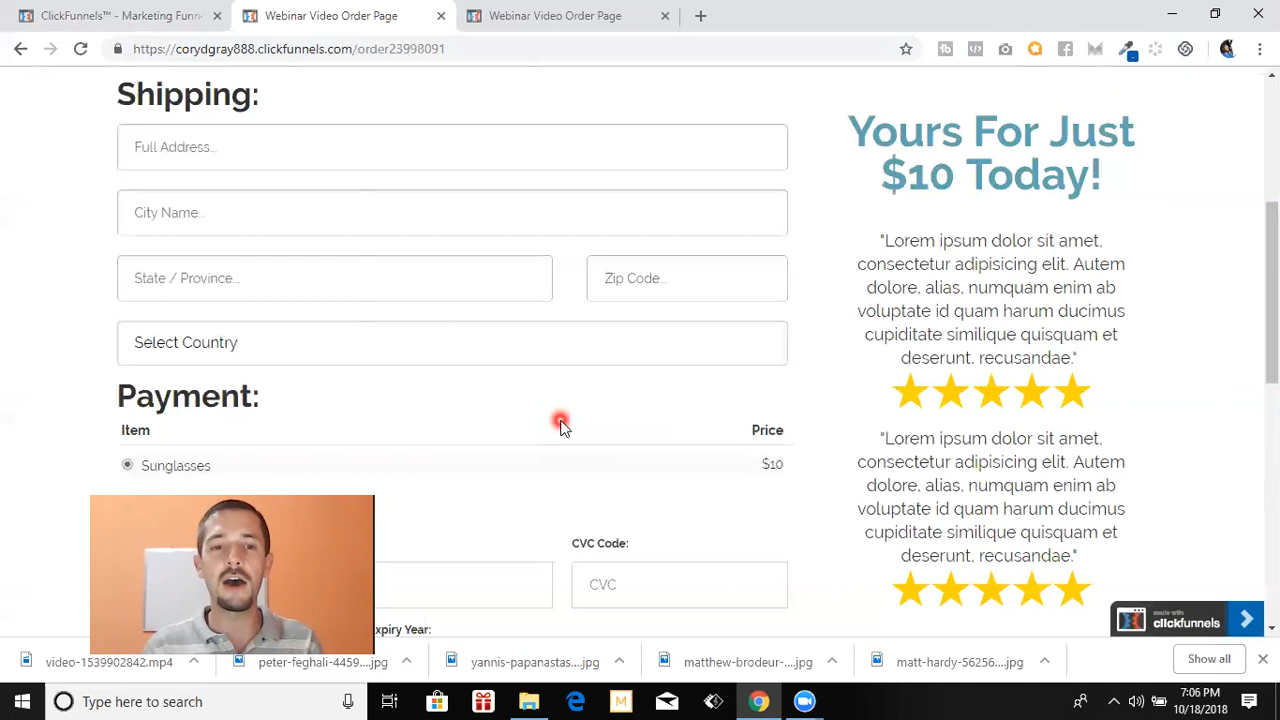 ClickFunnels™ - Marketing Funn
Webinar Video Order Page
Webinar Video Order Page
https://corydgray888.clickfunnels.com/order23998091
Shipping:
Full Address...
City Name...
State / Province...
Zip Code...
Select Country
Payment:
Item
Price
Sunglasses
$10
CVC Code:
CVC
Expiry Year:
Yours For Just
$10 Today!
"Lorem ipsum dolor sit amet,
consectetur adipisicing elit. Autem
dolore, alias, numquam enim ab
voluptate id quam harum ducimus
cupiditate similique quisquam et
deserunt, recusandae."
"Lorem ipsum dolor sit amet,
consectetur adipisicing elit. Autem
dolore, alias, numquam enim ab
voluptate id quam harum ducimus
cupiditate similique quisquam et
deserunt, recusandae."
made with
clickfunnels
video-1539902842.mp4
peter-feghali-4459....jpg
yannis-papanastas....jpg
matthew-brodeur-....jpg
matt-hardy-56256....jpg
Show all
Type here to search
7:06 PM
10/18/2018